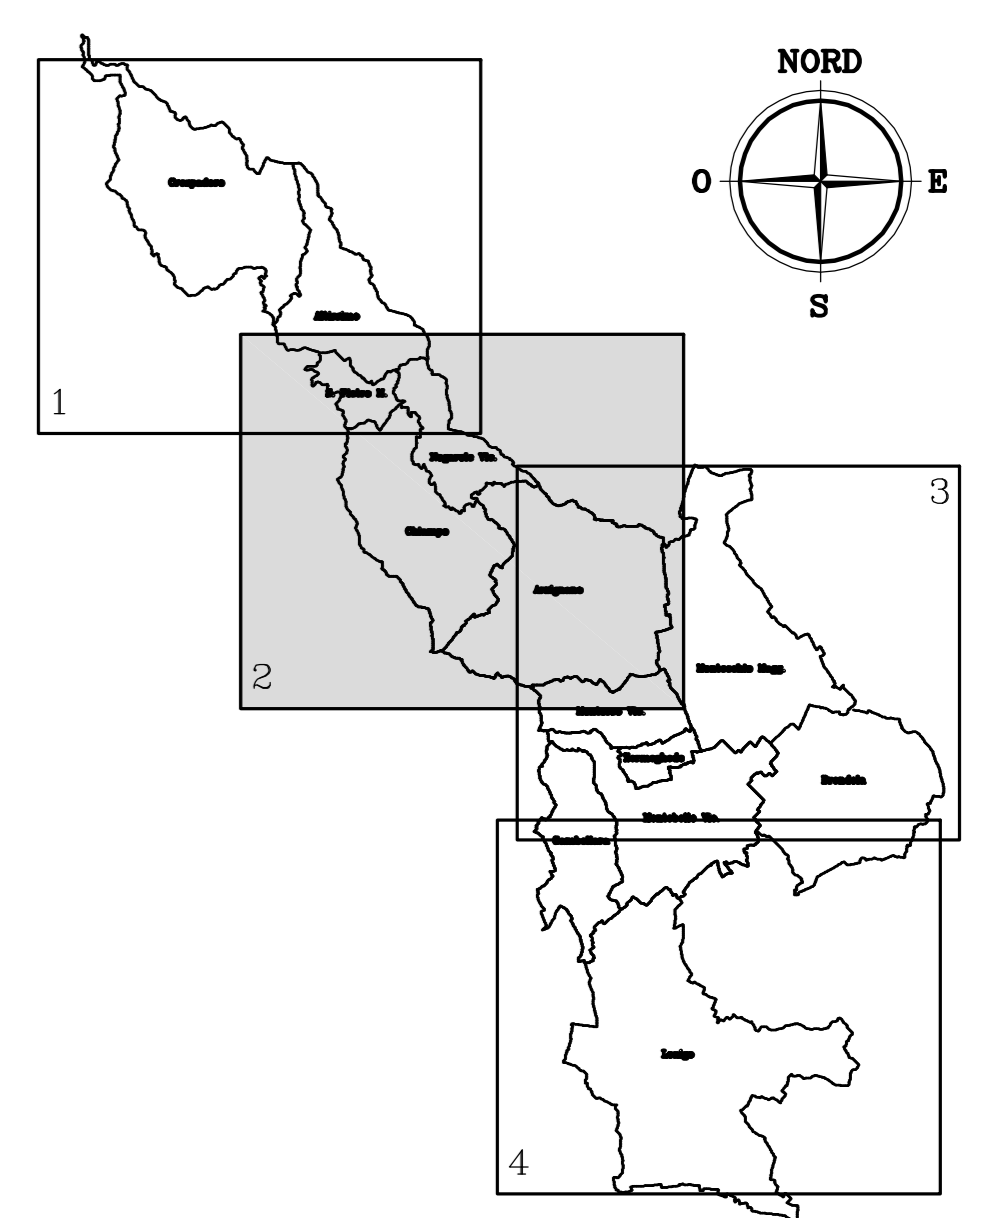 NORD
O
E
S
Crespadoro
Altissimo
1
S. Pietro M.
Nogarole Vic.
3
Chiampo
Arzignano
Montecchio Magg.
2
Montorso Vic.
Zermeghedo
Brendola
Montebello Vic.
Gambellara
Lonigo
4